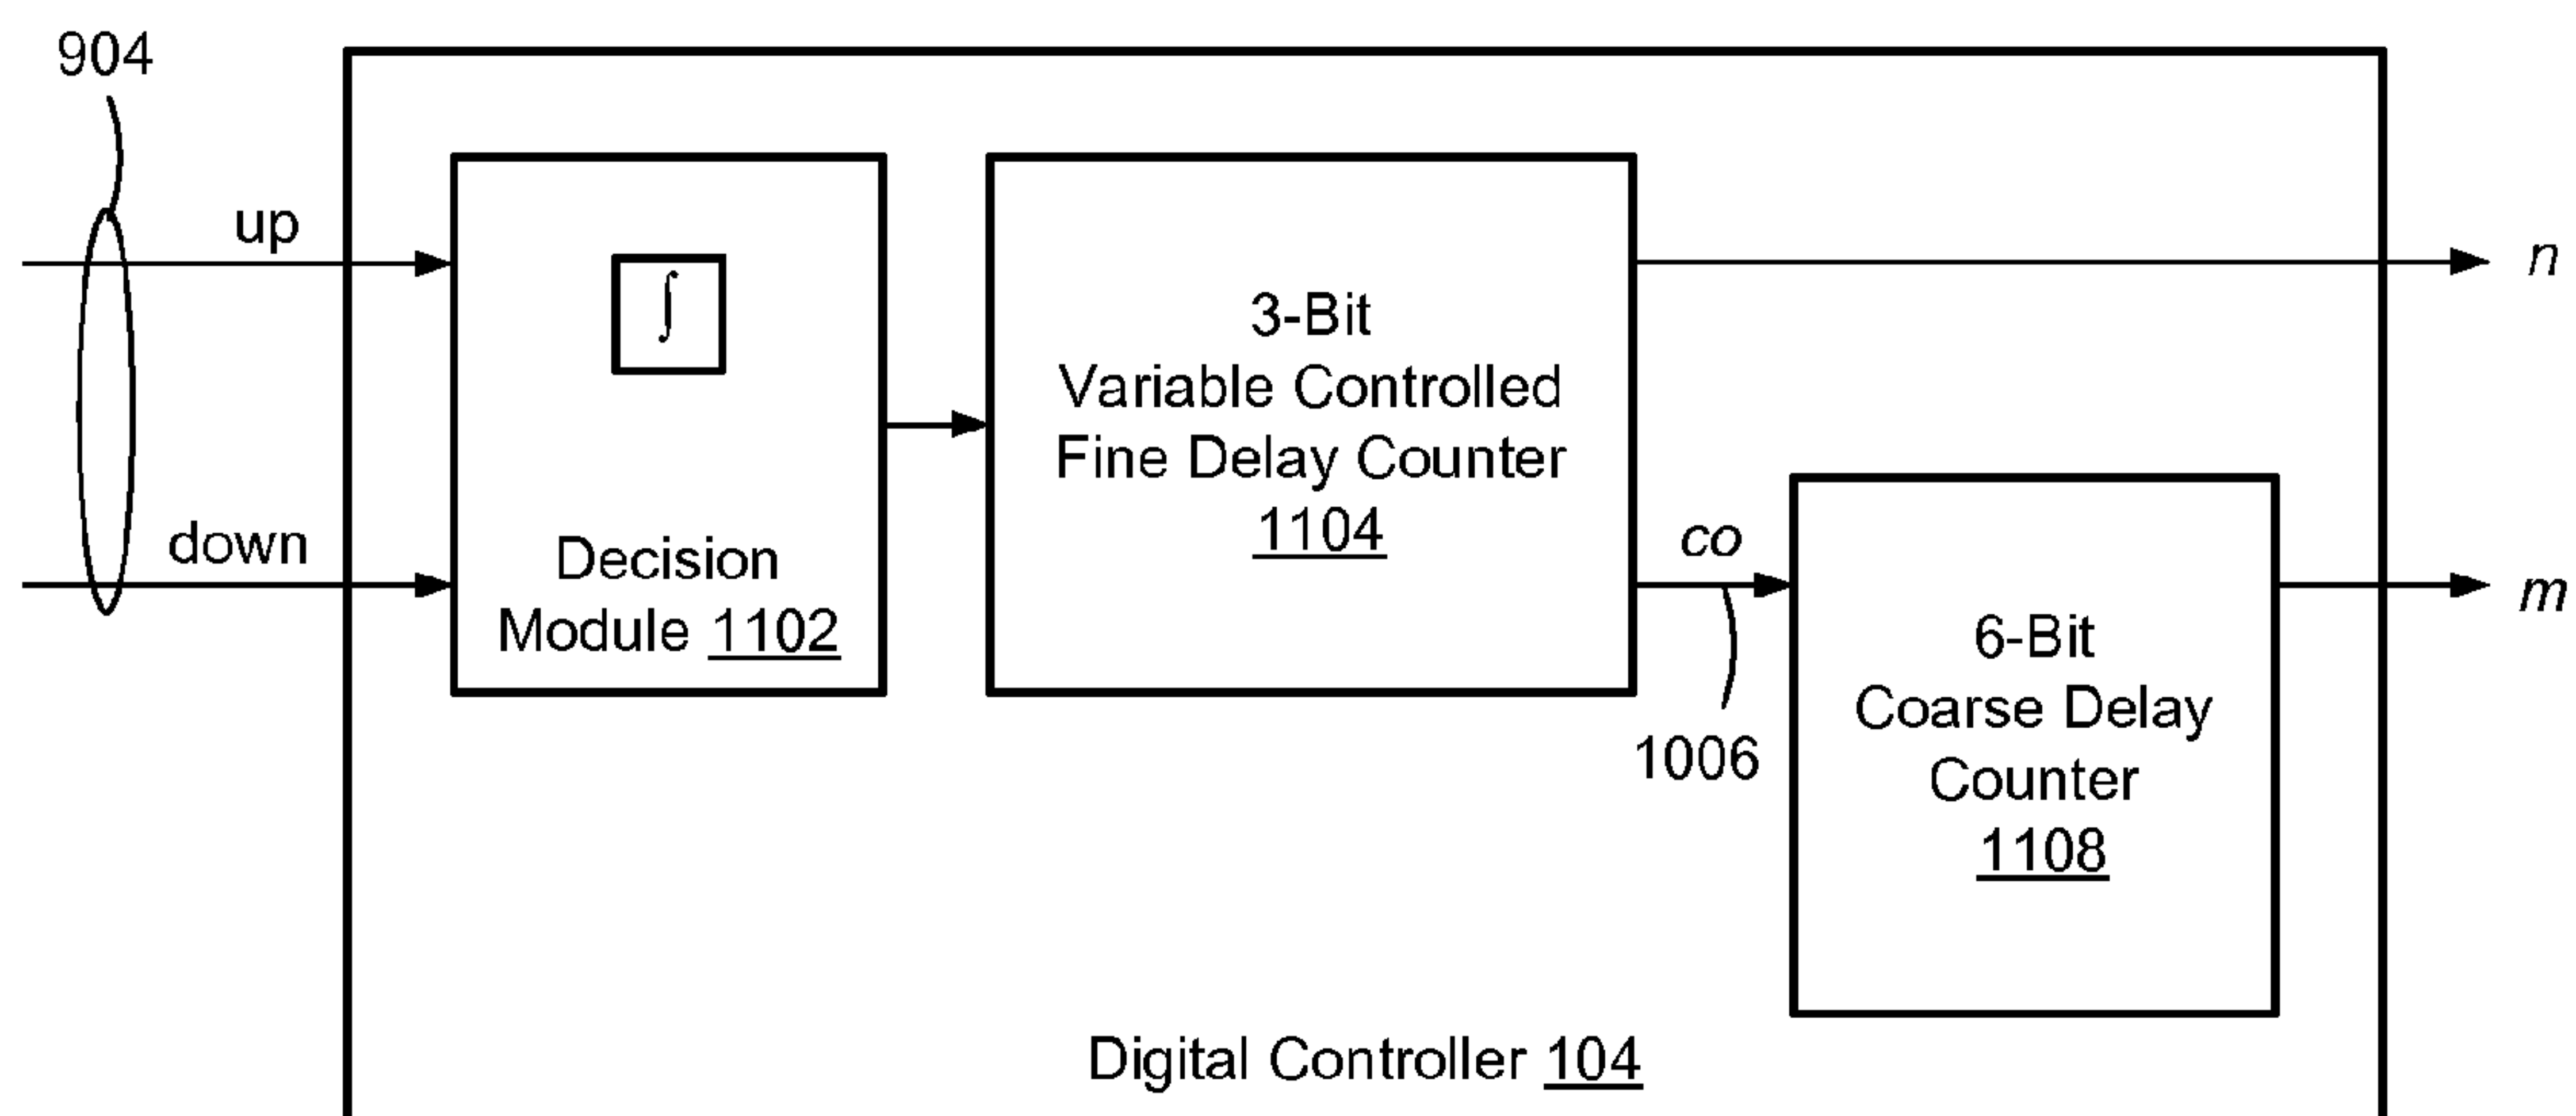 904
up
down
∫
Decision
Module 1102
3-Bit
Variable Controlled
Fine Delay Counter
1104
n
co
1006
6-Bit
Coarse Delay
Counter
1108
m
Digital Controller 104